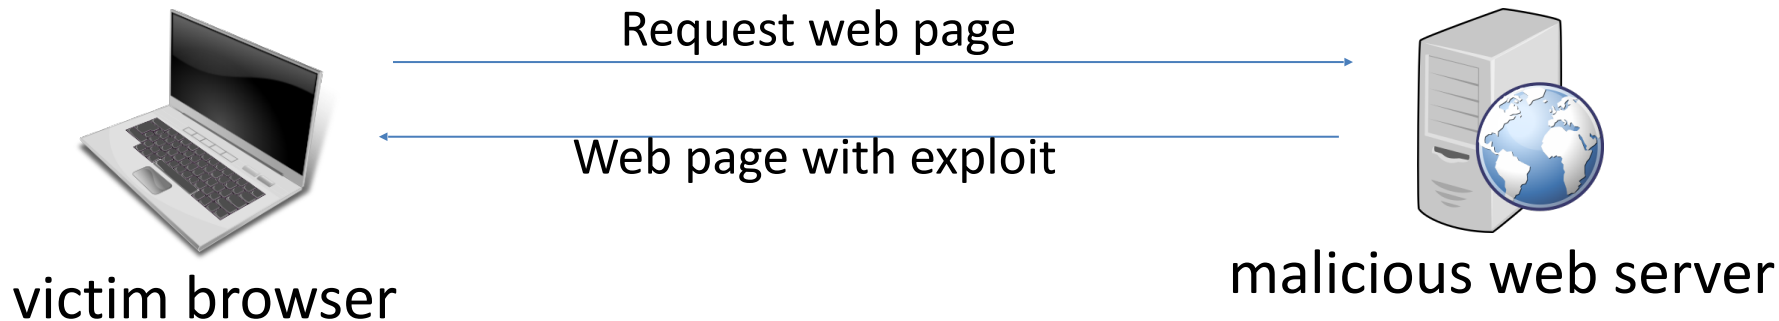 Request web page
Web page with exploit
victim browser
malicious web server